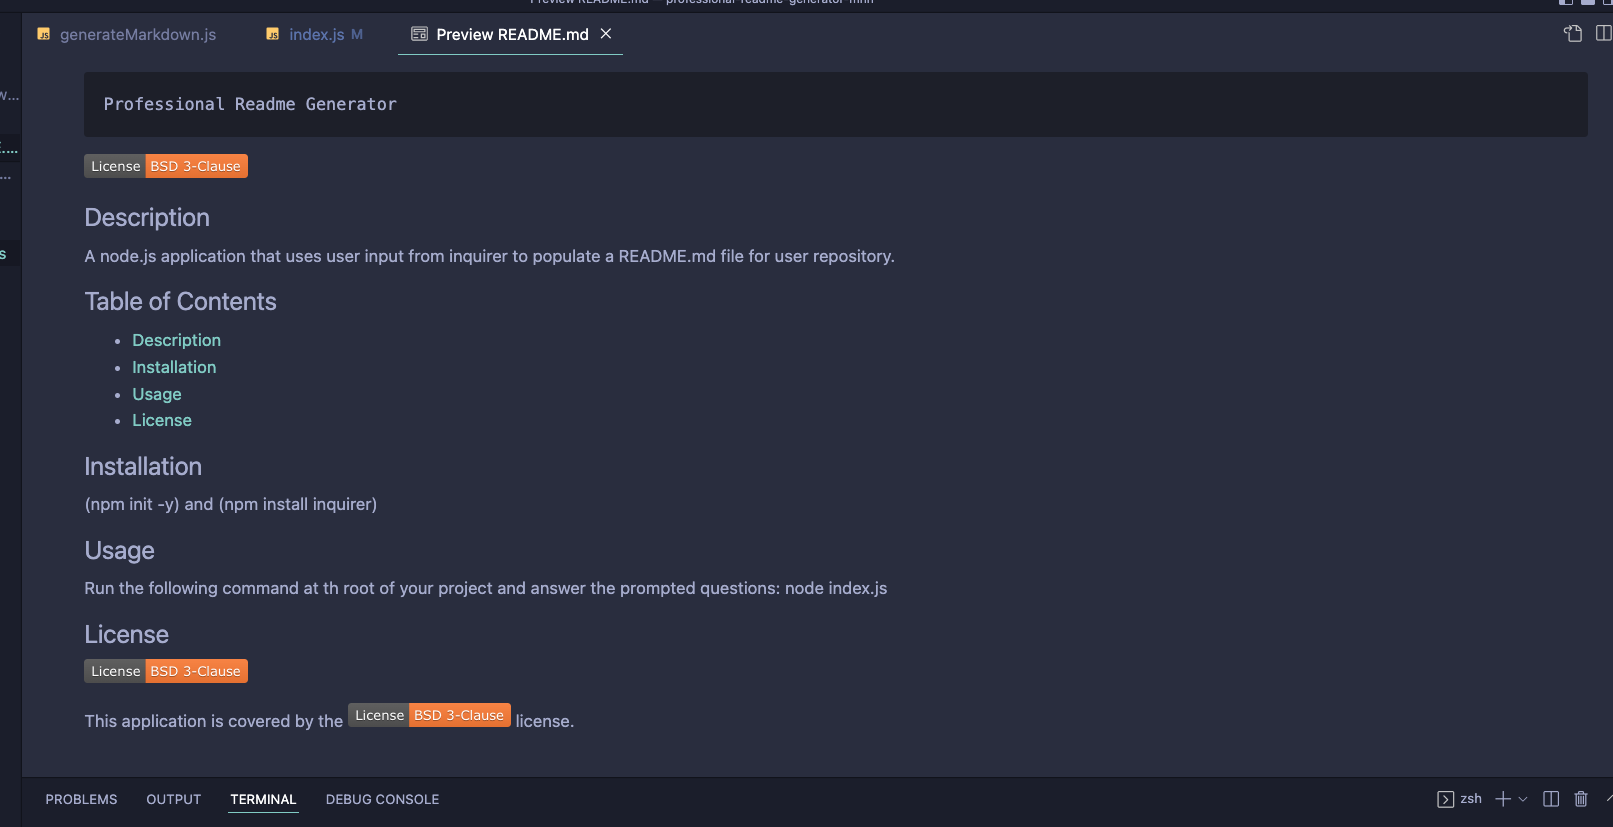 Preview README.md — professional-readme-generator-mnh
generateMarkdown.js index.js M Preview README.md
Professional Readme Generator
License BSD 3-Clause
Description
A node.js application that uses user input from inquirer to populate a README.md file for user repository.
Table of Contents
Description
Installation
Usage
License
Installation
(npm init -y) and (npm install inquirer)
Usage
Run the following command at th root of your project and answer the prompted questions: node index.js
License
License BSD 3-Clause
This application is covered by the License BSD 3-Clause license.
PROBLEMS OUTPUT TERMINAL DEBUG CONSOLE zsh